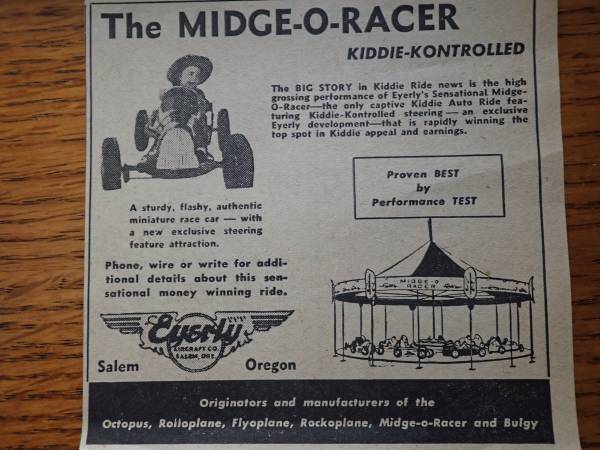 The MIDGE-O-RACER
KIDDIE-KONTROLLED
The BIG STORY in Kiddie Ride news is the high
grossing performance of Eyerly's Sensational Midge-
O-Racer—the only captive Kiddie Auto Ride fea-
turing Kiddie-Kontrolled steering — an exclusive
Eyerly development—that is rapidly winning the
top spot in Kiddie appeal and earnings.
Proven BEST
by
Performance TEST
A sturdy, flashy, authentic
miniature race car — with
a new exclusive steering
feature attraction.
Phone, wire or write for addi-
tional details about this sen-
sational money winning ride.
MIDGE-O
RACER
Eyerly
AIRCRAFT CO.
SALEM, ORE.
Salem Oregon
Originators and manufacturers of the
Octopus, Rolloplane, Flyoplane, Rockoplane, Midge-o-Racer and Bulgy